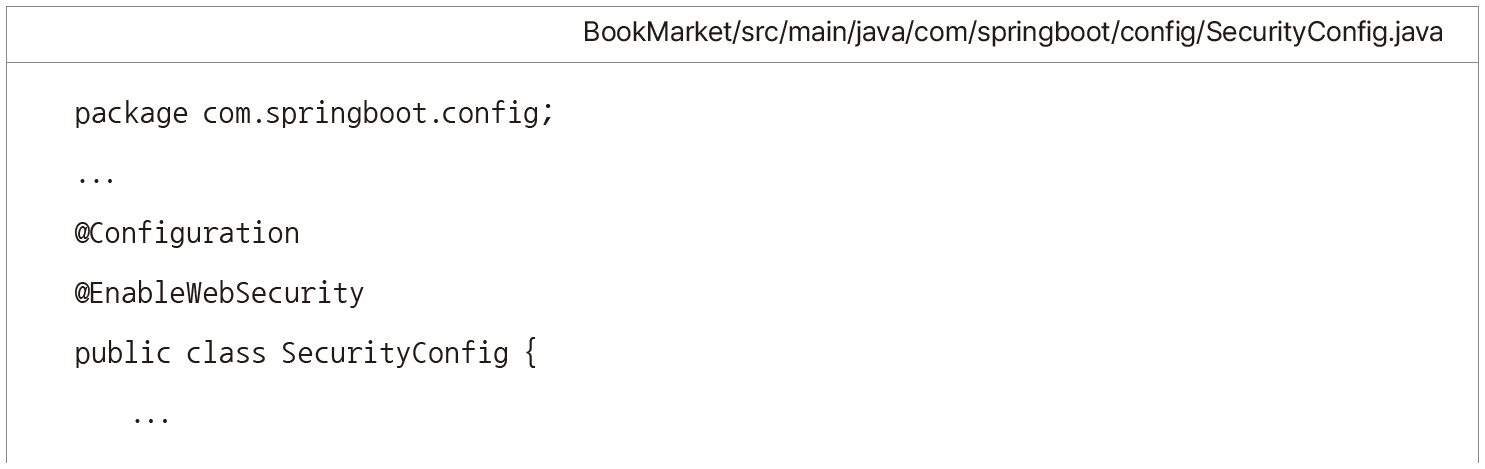 BookMarket/src/main/java/com/springboot/config/SecurityConfig.java
package com.springboot.config;
...
@Configuration
@EnableWebSecurity
public class SecurityConfig {
...